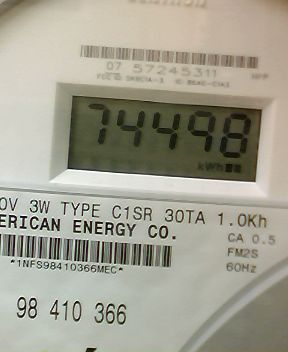 07 57245311
74498
kWh
0V 3W TYPE C1SR 30TA 1.0Kh
ERICAN ENERGY CO.
CA 0.5
FM2S
60Hz
*1NFS98410366MEC*
98 410 366